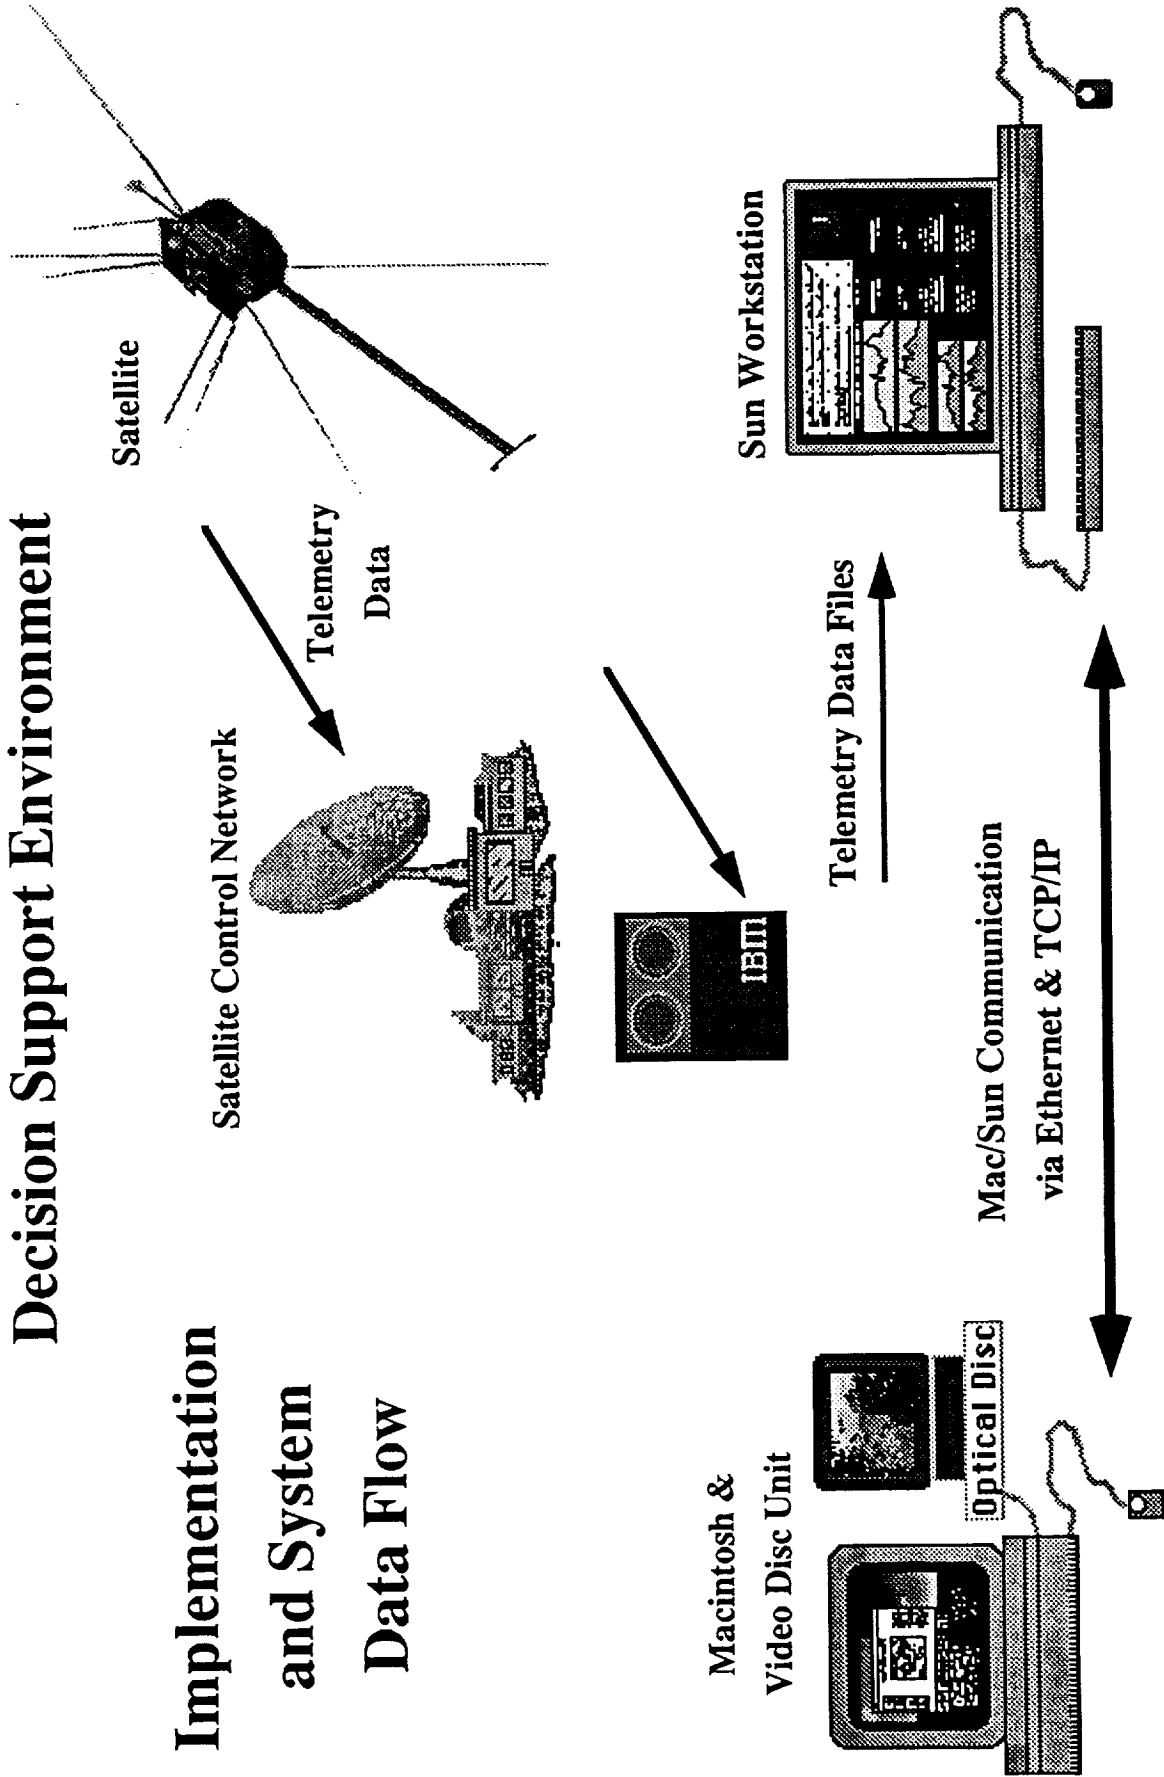 Decision Support Environment
Implementation
and System
Data Flow
Satellite Control Network
Satellite
Telemetry
Data
IBM
Telemetry Data Files
Sun Workstation
Macintosh &
Video Disc Unit
Optical Disc
Mac/Sun Communication
via Ethernet & TCP/IP